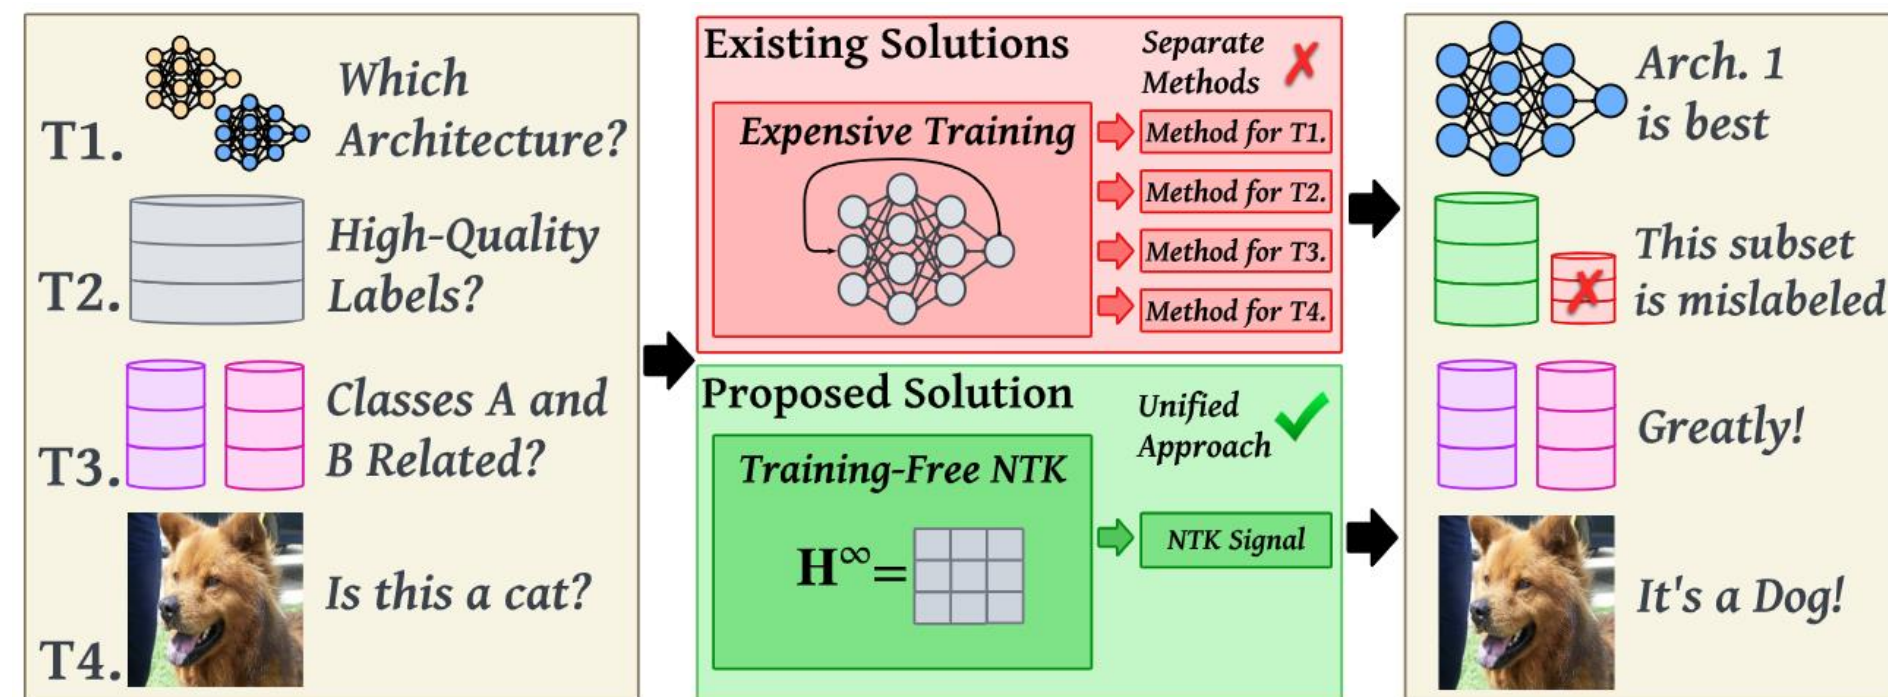 T1.
Which
Architecture?
T2.
High-Quality
Labels?
T3.
Classes A and
B Related?
T4.
Is this a cat?
Existing Solutions
Separate
Methods
Expensive Training
Method for T1.
Method for T2.
Method for T3.
Method for T4.
Proposed Solution
Unified
Approach
Training-Free NTK
H∞=
NTK Signal
Arch. 1
is best
This subset
is mislabeled
Greatly!
It's a Dog!